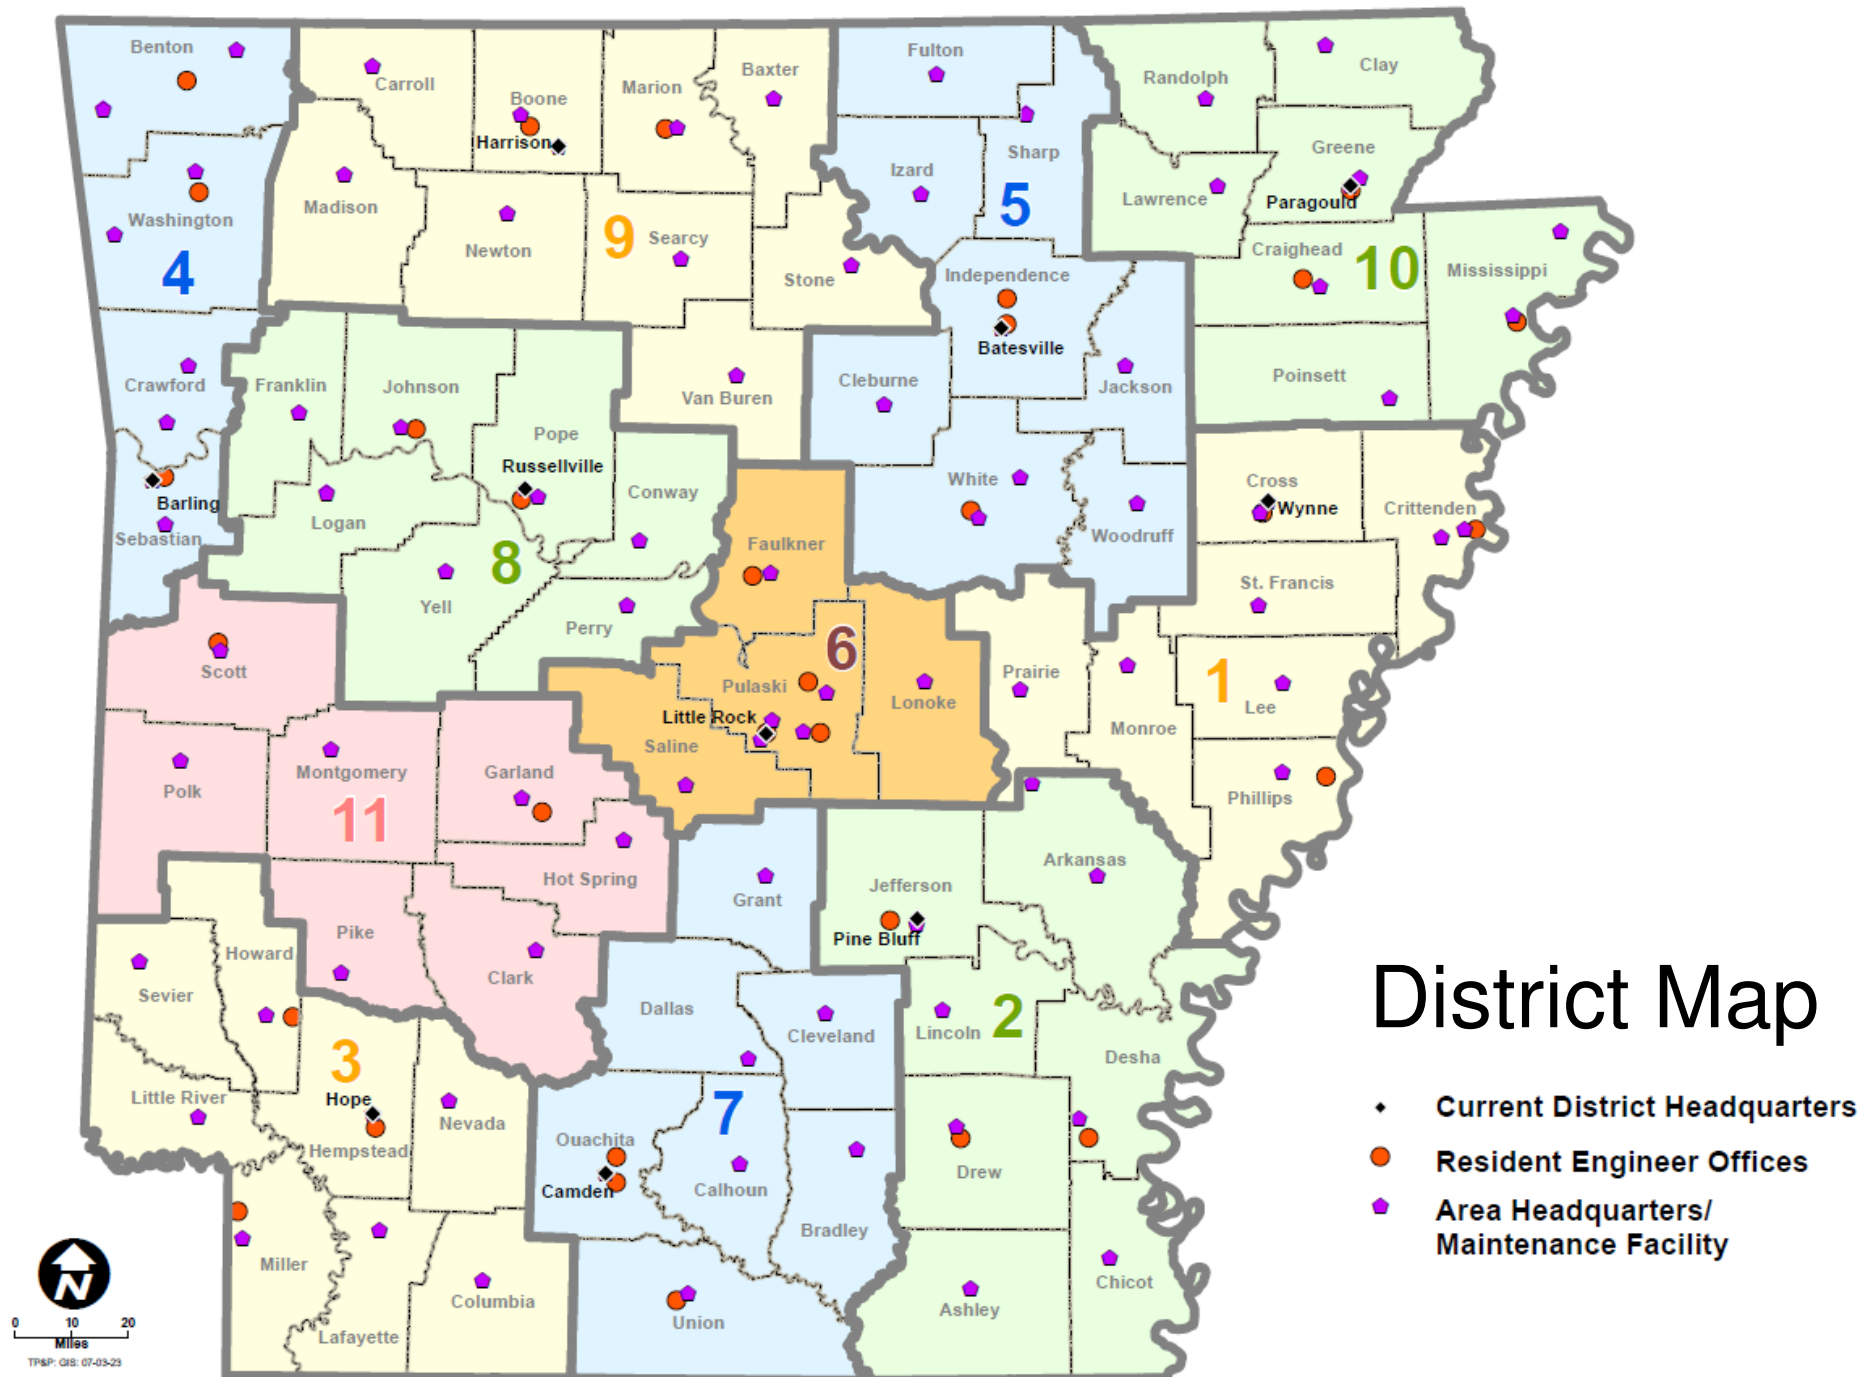 Benton
Carroll
Boone
Harrison
Marion
Baxter
Fulton
Randolph
Clay
Washington
4
Madison
Newton
9
Searcy
Stone
Izard
Sharp
5
Lawrence
Greene
Paragould
Craighead
10
Mississippi
Independence
Batesville
Crawford
Franklin
Johnson
Van Buren
Cleburne
Jackson
Poinsett
Pope
Russellville
Barling
Sebastian
Logan
Conway
White
Woodruff
Cross
Wynne
Crittenden
8
Yell
Perry
Faulkner
St. Francis
Scott
6
Pulaski
Little Rock
Saline
Lonoke
Prairie
Monroe
1
Lee
Phillips
Polk
Montgomery
11
Garland
Hot Spring
Grant
Jefferson
Pine Bluff
Arkansas
Howard
Pike
Clark
Sevier
Dallas
Cleveland
Lincoln
2
Desha
District Map
3
Hope
Little River
Hempstead
Nevada
7
Ouachita
Camden
Calhoun
Bradley
Drew
Current District Headquarters
Resident Engineer Offices
Area Headquarters/
Maintenance Facility
Miller
Lafayette
Columbia
Union
Ashley
Chicot
N
0 10 20
Miles
TP&P: GIS: 07-03-23